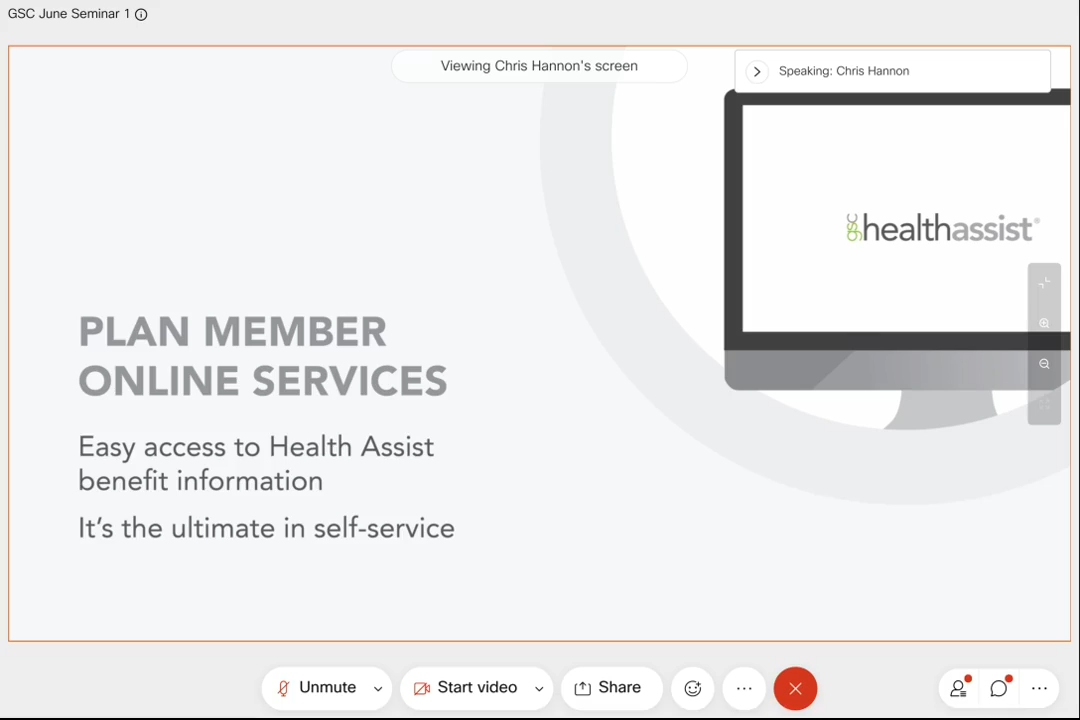 GSC June Seminar 1
Viewing Chris Hannon's screen
Speaking: Chris Hannon
gsc healthassist®
PLAN MEMBER
ONLINE SERVICES
Easy access to Health Assist
benefit information
It's the ultimate in self-service
Unmute
Start video
Share